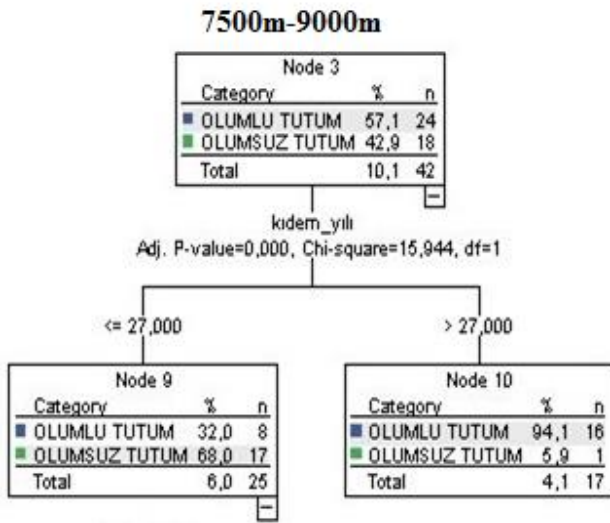 7500m-9000m
Node 3
Category % n
OLUMLU TUTUM 57,1 24
OLUMSUZ TUTUM 42,9 18
Total 10,1 42
kıdem_yılı
Adj. P-value=0,000, Chi-square=15,944, df=1
<= 27,000
> 27,000
Node 9
Category % n
OLUMLU TUTUM 32,0 8
OLUMSUZ TUTUM 68,0 17
Total 6,0 25
Node 10
Category % n
OLUMLU TUTUM 94,1 16
OLUMSUZ TUTUM 5,9 1
Total 4,1 17